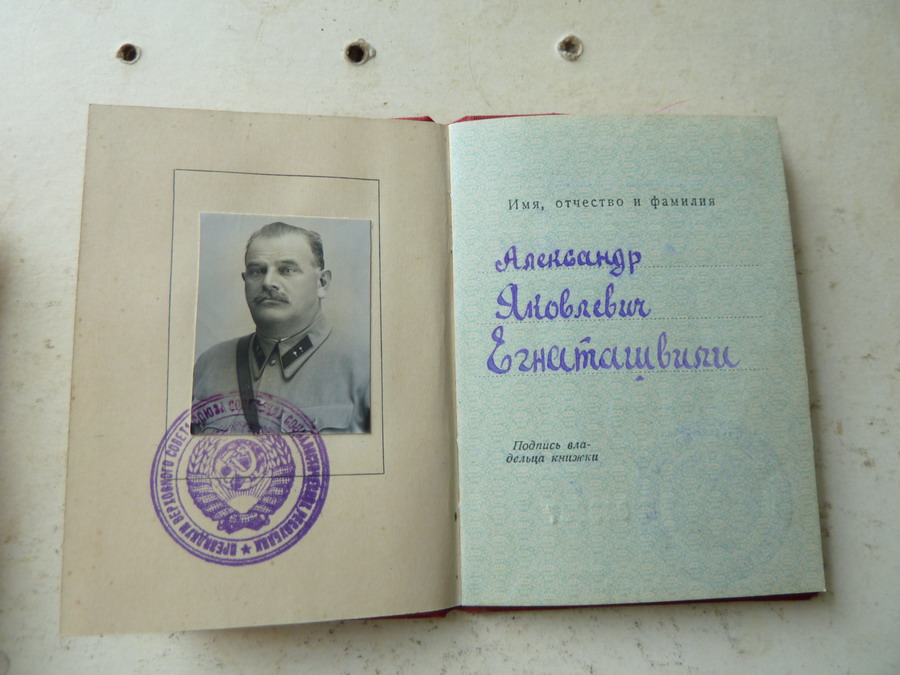 Имя, отчество и фамилия
Александр
Яковлевич
Егнаташвили
Подпись вла-
дельца книжки